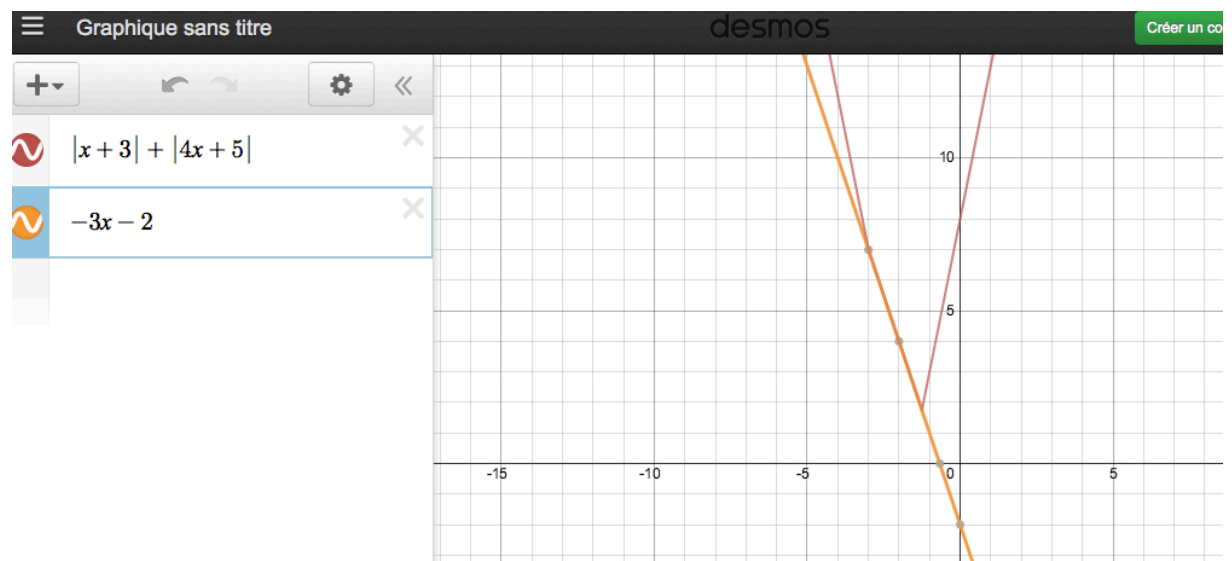 Graphique sans titre
desmos
Créer un co
|x + 3| + |4x + 5|
−3x − 2
10
5
-15
-10
-5
0
5